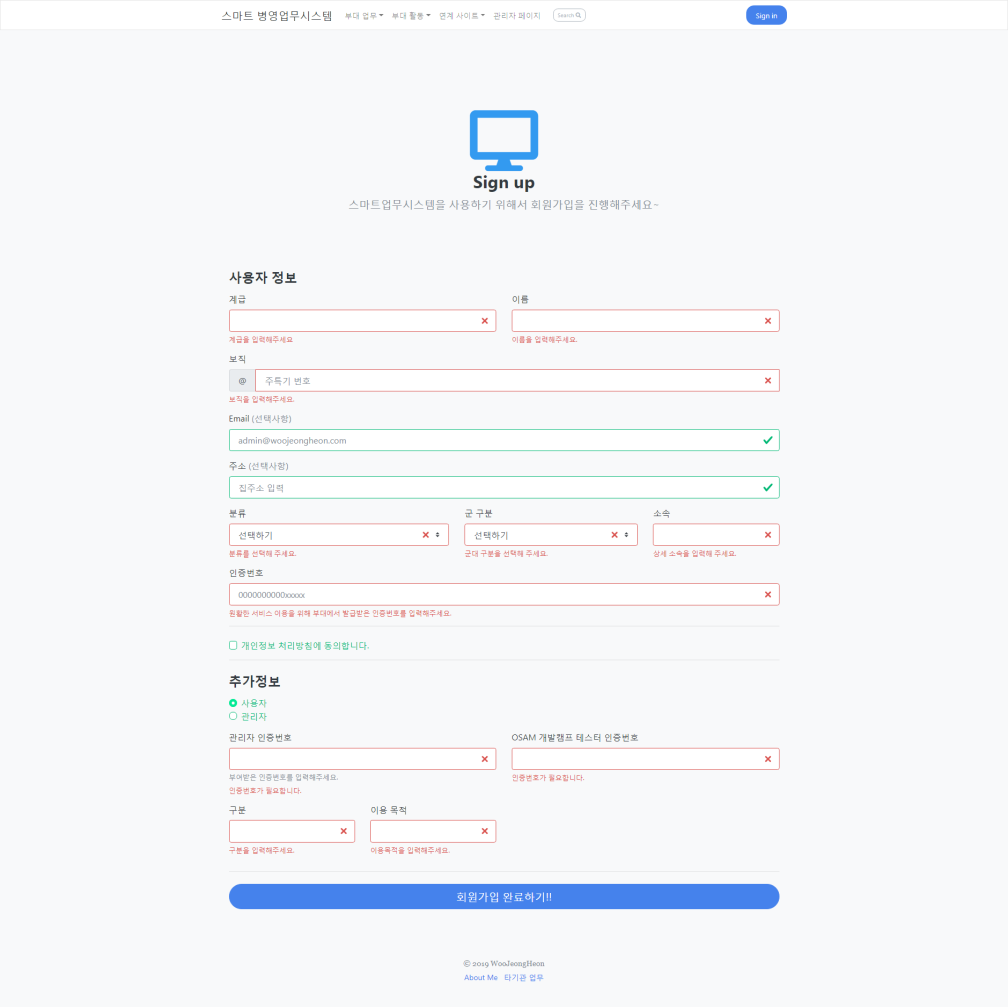 스마트 병영업무시스템 부대 업무 부대 활동 연계 사이트 관리자 페이지 Search Sign in
Sign up
스마트업무시스템을 사용하기 위해서 회원가입을 진행해주세요~
사용자 정보
계급 이름
계급을 입력해주세요 이름을 입력해주세요.
보직
@ 주특기 번호
보직을 입력해주세요.
Email (선택사항)
admin@woojeongheon.com
주소 (선택사항)
집주소 입력
분류 군 구분 소속
선택하기 선택하기
분류를 선택해 주세요. 군대 구분을 선택해 주세요. 상세 소속을 입력해 주세요.
인증번호
0000000000xxxxx
원활한 서비스 이용을 위해 부대에서 발급받은 인증번호를 입력해주세요.
개인정보 처리방침에 동의합니다.
추가정보
사용자
관리자
관리자 인증번호 OSAM 개발캠프 테스터 인증번호
부여받은 인증번호를 입력해주세요. 인증번호가 필요합니다.
인증번호가 필요합니다.
구분 이용 목적
구분을 입력해주세요. 이용목적을 입력해주세요.
회원가입 완료하기!!
© 2019 WooJeongHeon
About Me 타기관 업무